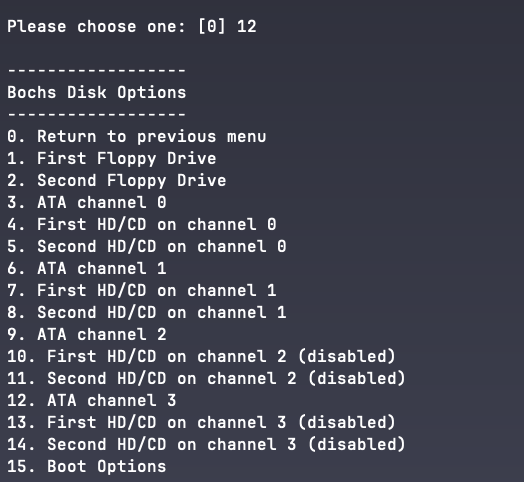 Please choose one: [0] 12
------------------
Bochs Disk Options
------------------
0. Return to previous menu
1. First Floppy Drive
2. Second Floppy Drive
3. ATA channel 0
4. First HD/CD on channel 0
5. Second HD/CD on channel 0
6. ATA channel 1
7. First HD/CD on channel 1
8. Second HD/CD on channel 1
9. ATA channel 2
10. First HD/CD on channel 2 (disabled)
11. Second HD/CD on channel 2 (disabled)
12. ATA channel 3
13. First HD/CD on channel 3 (disabled)
14. Second HD/CD on channel 3 (disabled)
15. Boot Options